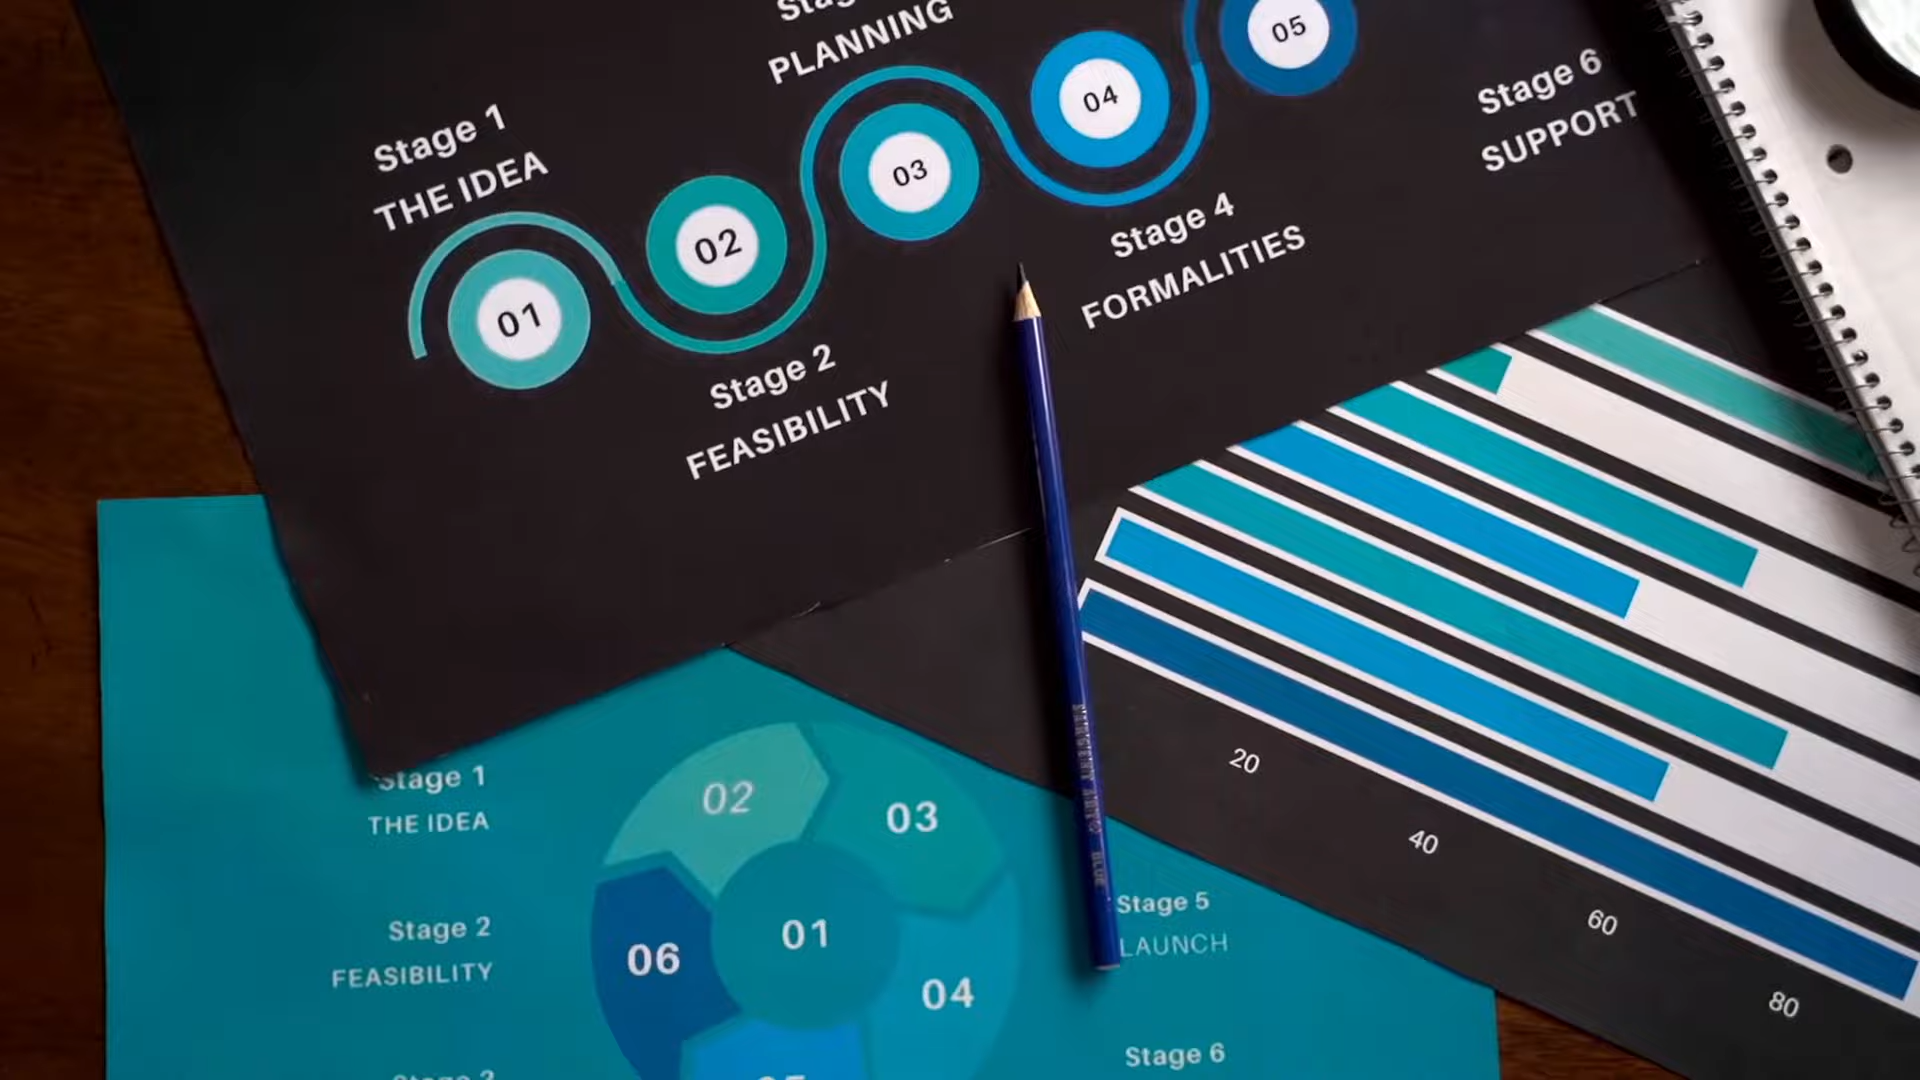 PLANNING
05
04
Stage 6
SUPPORT
Stage 1
THE IDEA
03
02
Stage 4
FORMALITIES
01
Stage 2
FEASIBILITY
20
40
60
80
Stage 1
THE IDEA
02
03
Stage 2
FEASIBILITY
06
01
04
Stage 5
LAUNCH
Stage 6